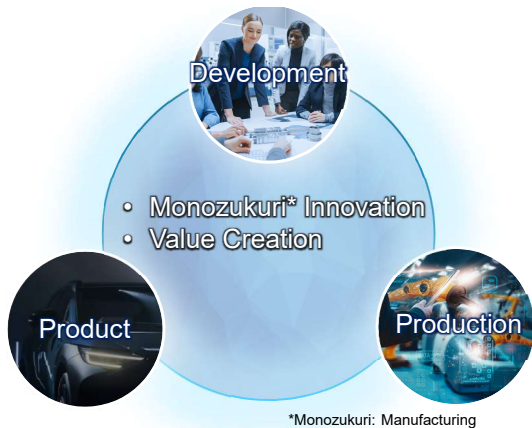 Development
• Monozukuri* Innovation
• Value Creation
Product
Production
*Monozukuri: Manufacturing